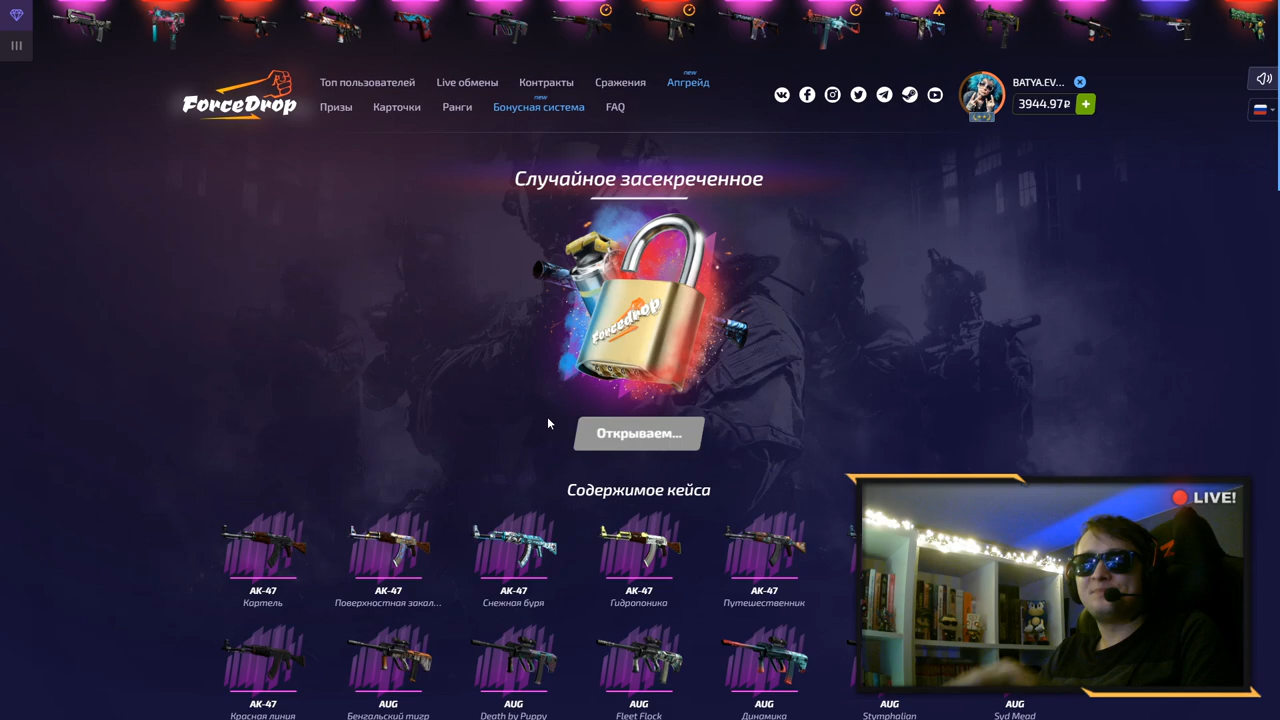 new
Топ пользователей Live обмены Контракты Сражения Апгрейд
ForceDrop
new
Призы Карточки Ранги Бонусная система FAQ
BATYA.EV...
3944.97₽ +
Случайное засекреченное
Forcedrop
Открываем...
Содержимое кейса
LIVE!
AK-47 AK-47 AK-47 AK-47 AK-47
Картель Поверхностная закал... Снежная буря Гидропоника Путешественник
AK-47 AUG AUG AUG AUG AUG AUG
Красная линия Бенгальский тигр Death by Puppy Fleet Flock Динамика Stymphalian Syd Mead